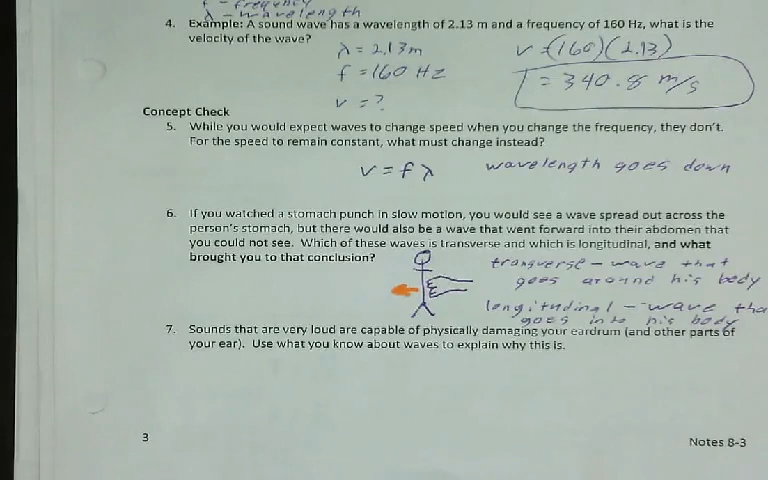 f - frequency
λ - wavelength
4. Example: A sound wave has a wavelength of 2.13 m and a frequency of 160 Hz, what is the
velocity of the wave?
λ = 2.13m
v = (160)(2.13)
f = 160 Hz
= 340.8 m/s
v = ?
Concept Check
5. While you would expect waves to change speed when you change the frequency, they don't.
For the speed to remain constant, what must change instead?
v = f λ
wavelength goes down
6. If you watched a stomach punch in slow motion, you would see a wave spread out across the
person's stomach, but there would also be a wave that went forward into their abdomen that
you could not see. Which of these waves is transverse and which is longitudinal, and what
brought you to that conclusion?
transverse - wave that
goes around his body
longitudinal - wave tha
goes into his body
7. Sounds that are very loud are capable of physically damaging your eardrum (and other parts of
your ear). Use what you know about waves to explain why this is.
3
Notes 8-3